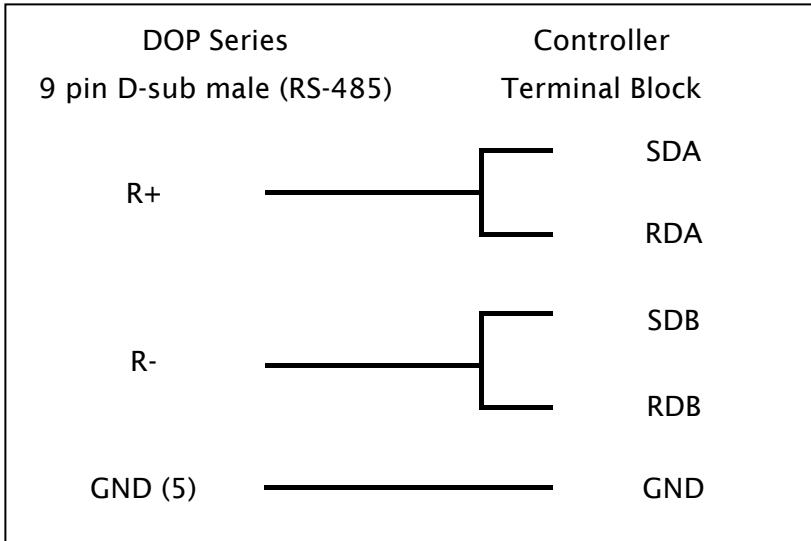 DOP Series Controller
9 pin D-sub male (RS-485) Terminal Block
SDA
R+
RDA
SDB
R-
RDB
GND (5) GND